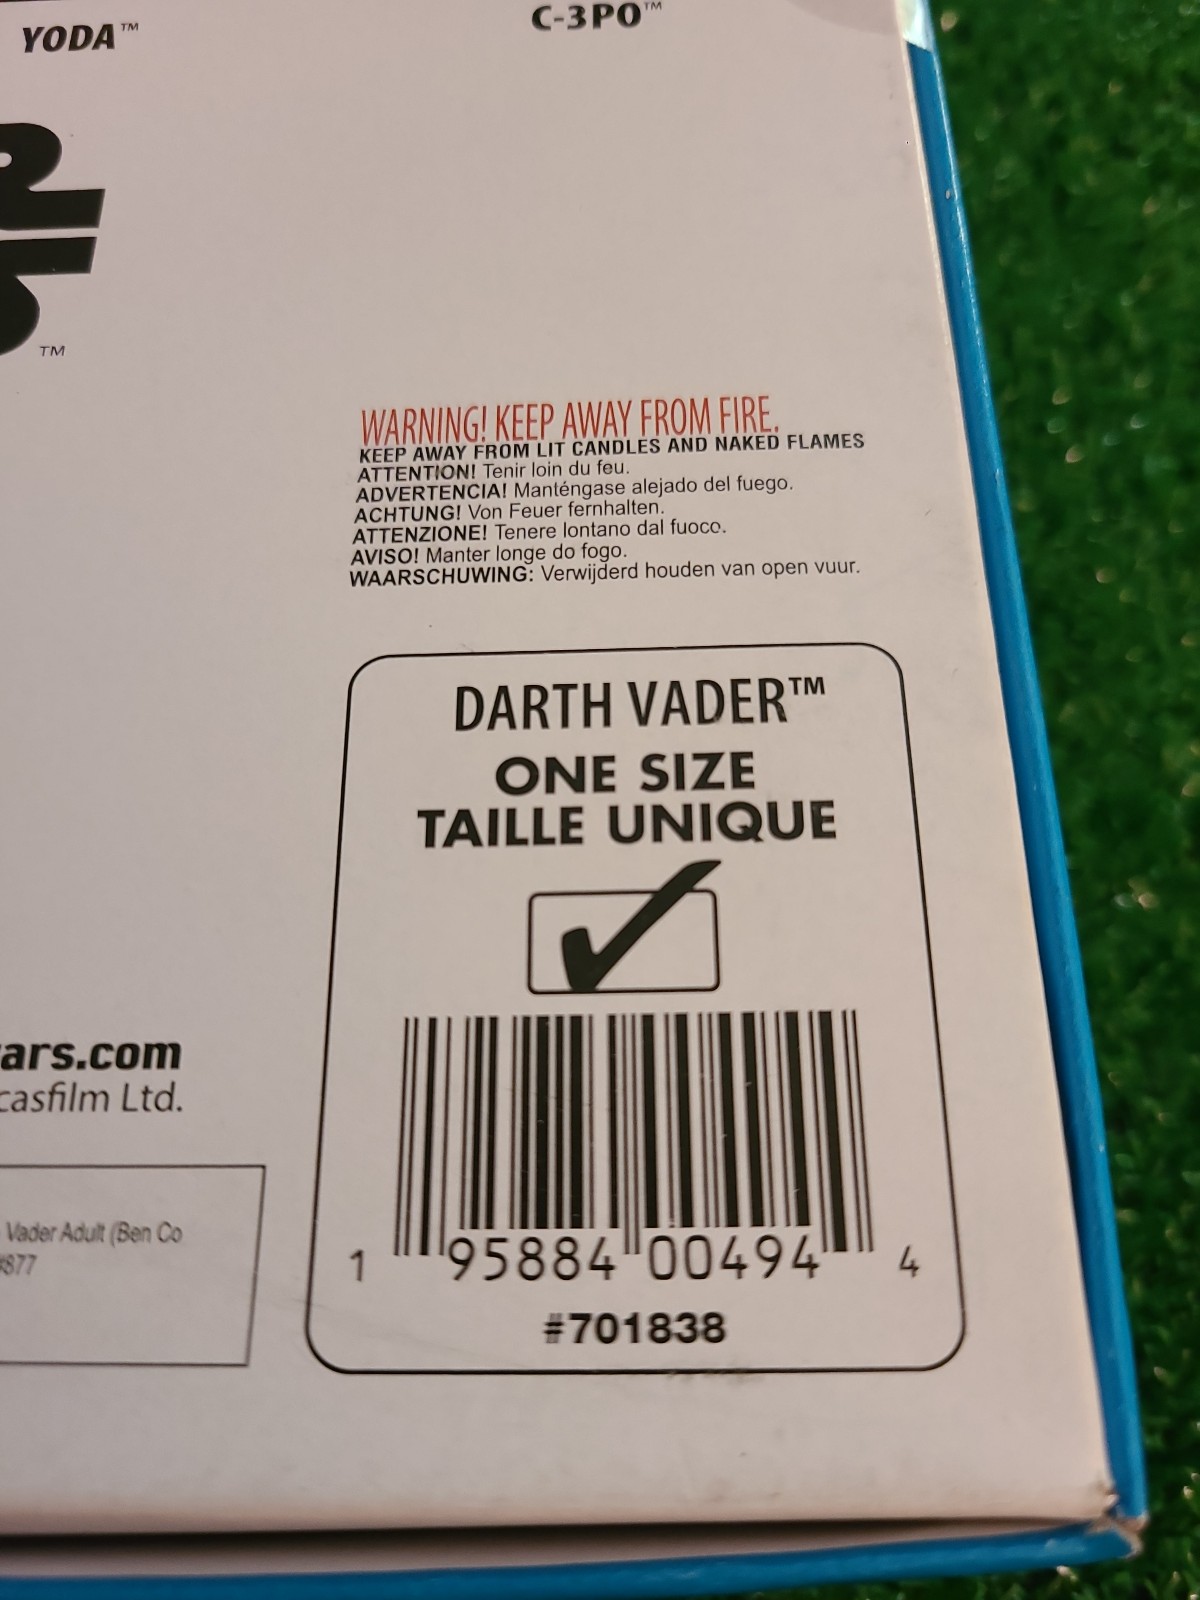 YODA™
C-3PO™
TM
WARNING! KEEP AWAY FROM FIRE.
KEEP AWAY FROM LIT CANDLES AND NAKED FLAMES
ATTENTION! Tenir loin du feu.
ADVERTENCIA! Manténgase alejado del fuego.
ACHTUNG! Von Feuer fernhalten.
ATTENZIONE! Tenere lontano dal fuoco.
AVISO! Manter longe do fogo.
WAARSCHUWING: Verwijderd houden van open vuur.
DARTH VADER™
ONE SIZE
TAILLE UNIQUE
ars.com
casfilm Ltd.
Vader Adult (Ben Co
#877
1 95884 00494 4
#701838